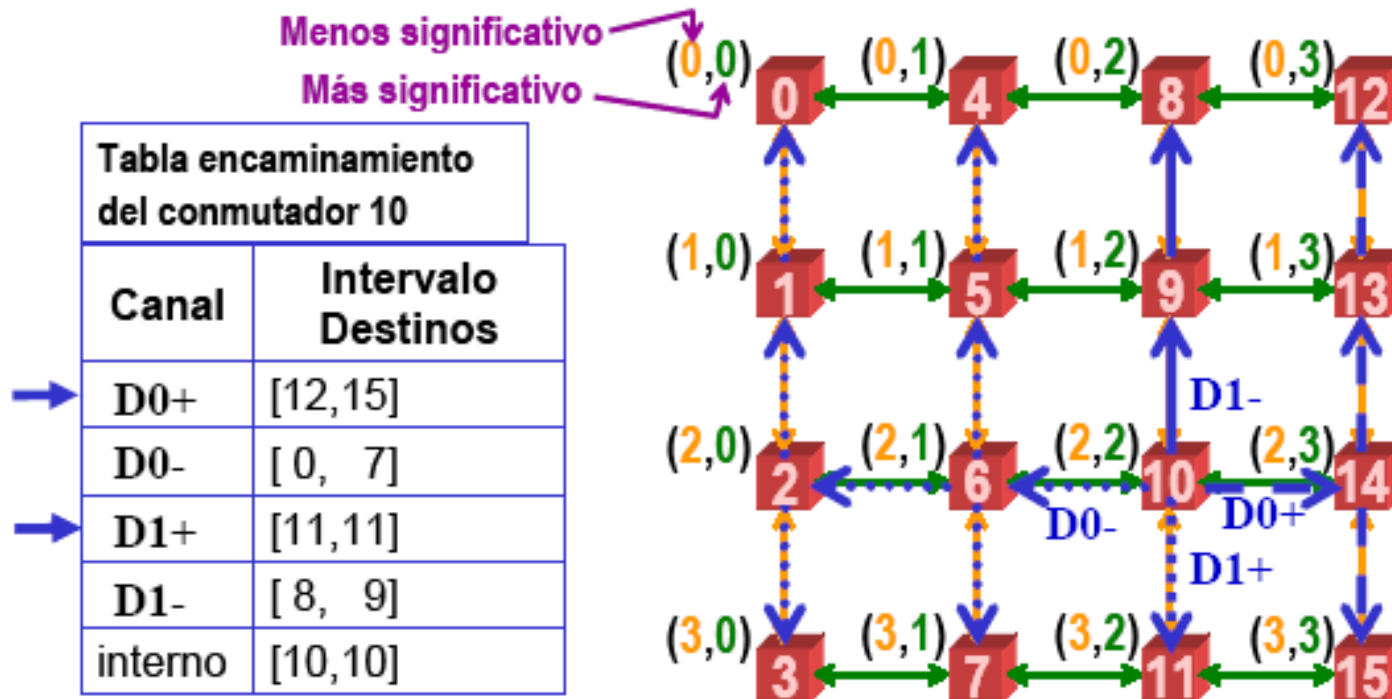 Menos significativo
Más significativo
Tabla encaminamiento
del conmutador 10
Canal Intervalo
Destinos
D0+ [12,15]
D0- [ 0, 7]
D1+ [11,11]
D1- [ 8, 9]
interno [10,10]
(0,0) (0,1) (0,2) (0,3)
0 4 8 12
(1,0) (1,1) (1,2) (1,3)
1 5 9 13
D1-
(2,0) (2,1) (2,2) (2,3)
2 6 10 14
D0- D0+
D1+
(3,0) (3,1) (3,2) (3,3)
3 7 11 15